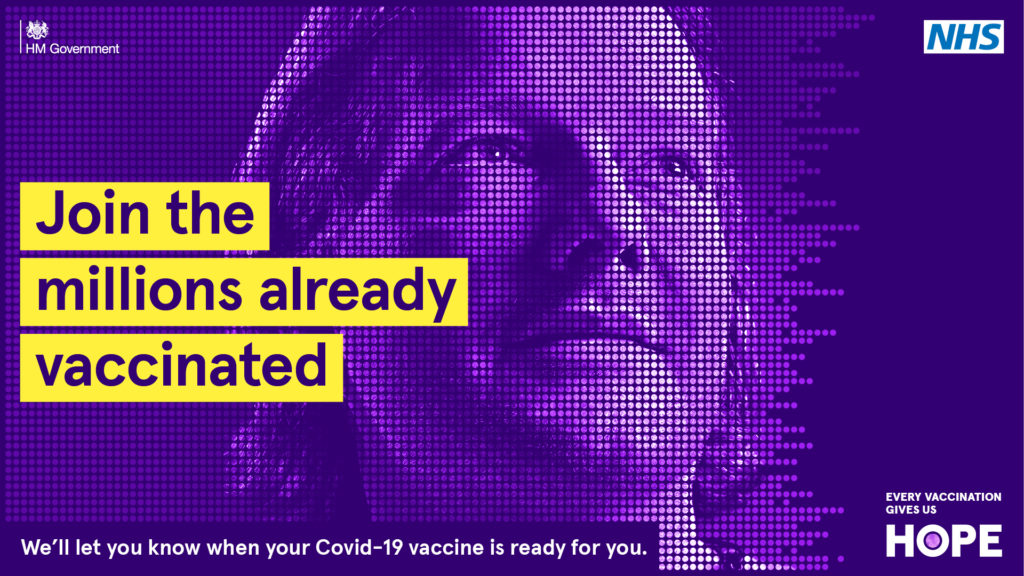 HM Government
NHS
Join the
millions already
vaccinated
We’ll let you know when your Covid-19 vaccine is ready for you.
EVERY VACCINATION
GIVES US
HOPE